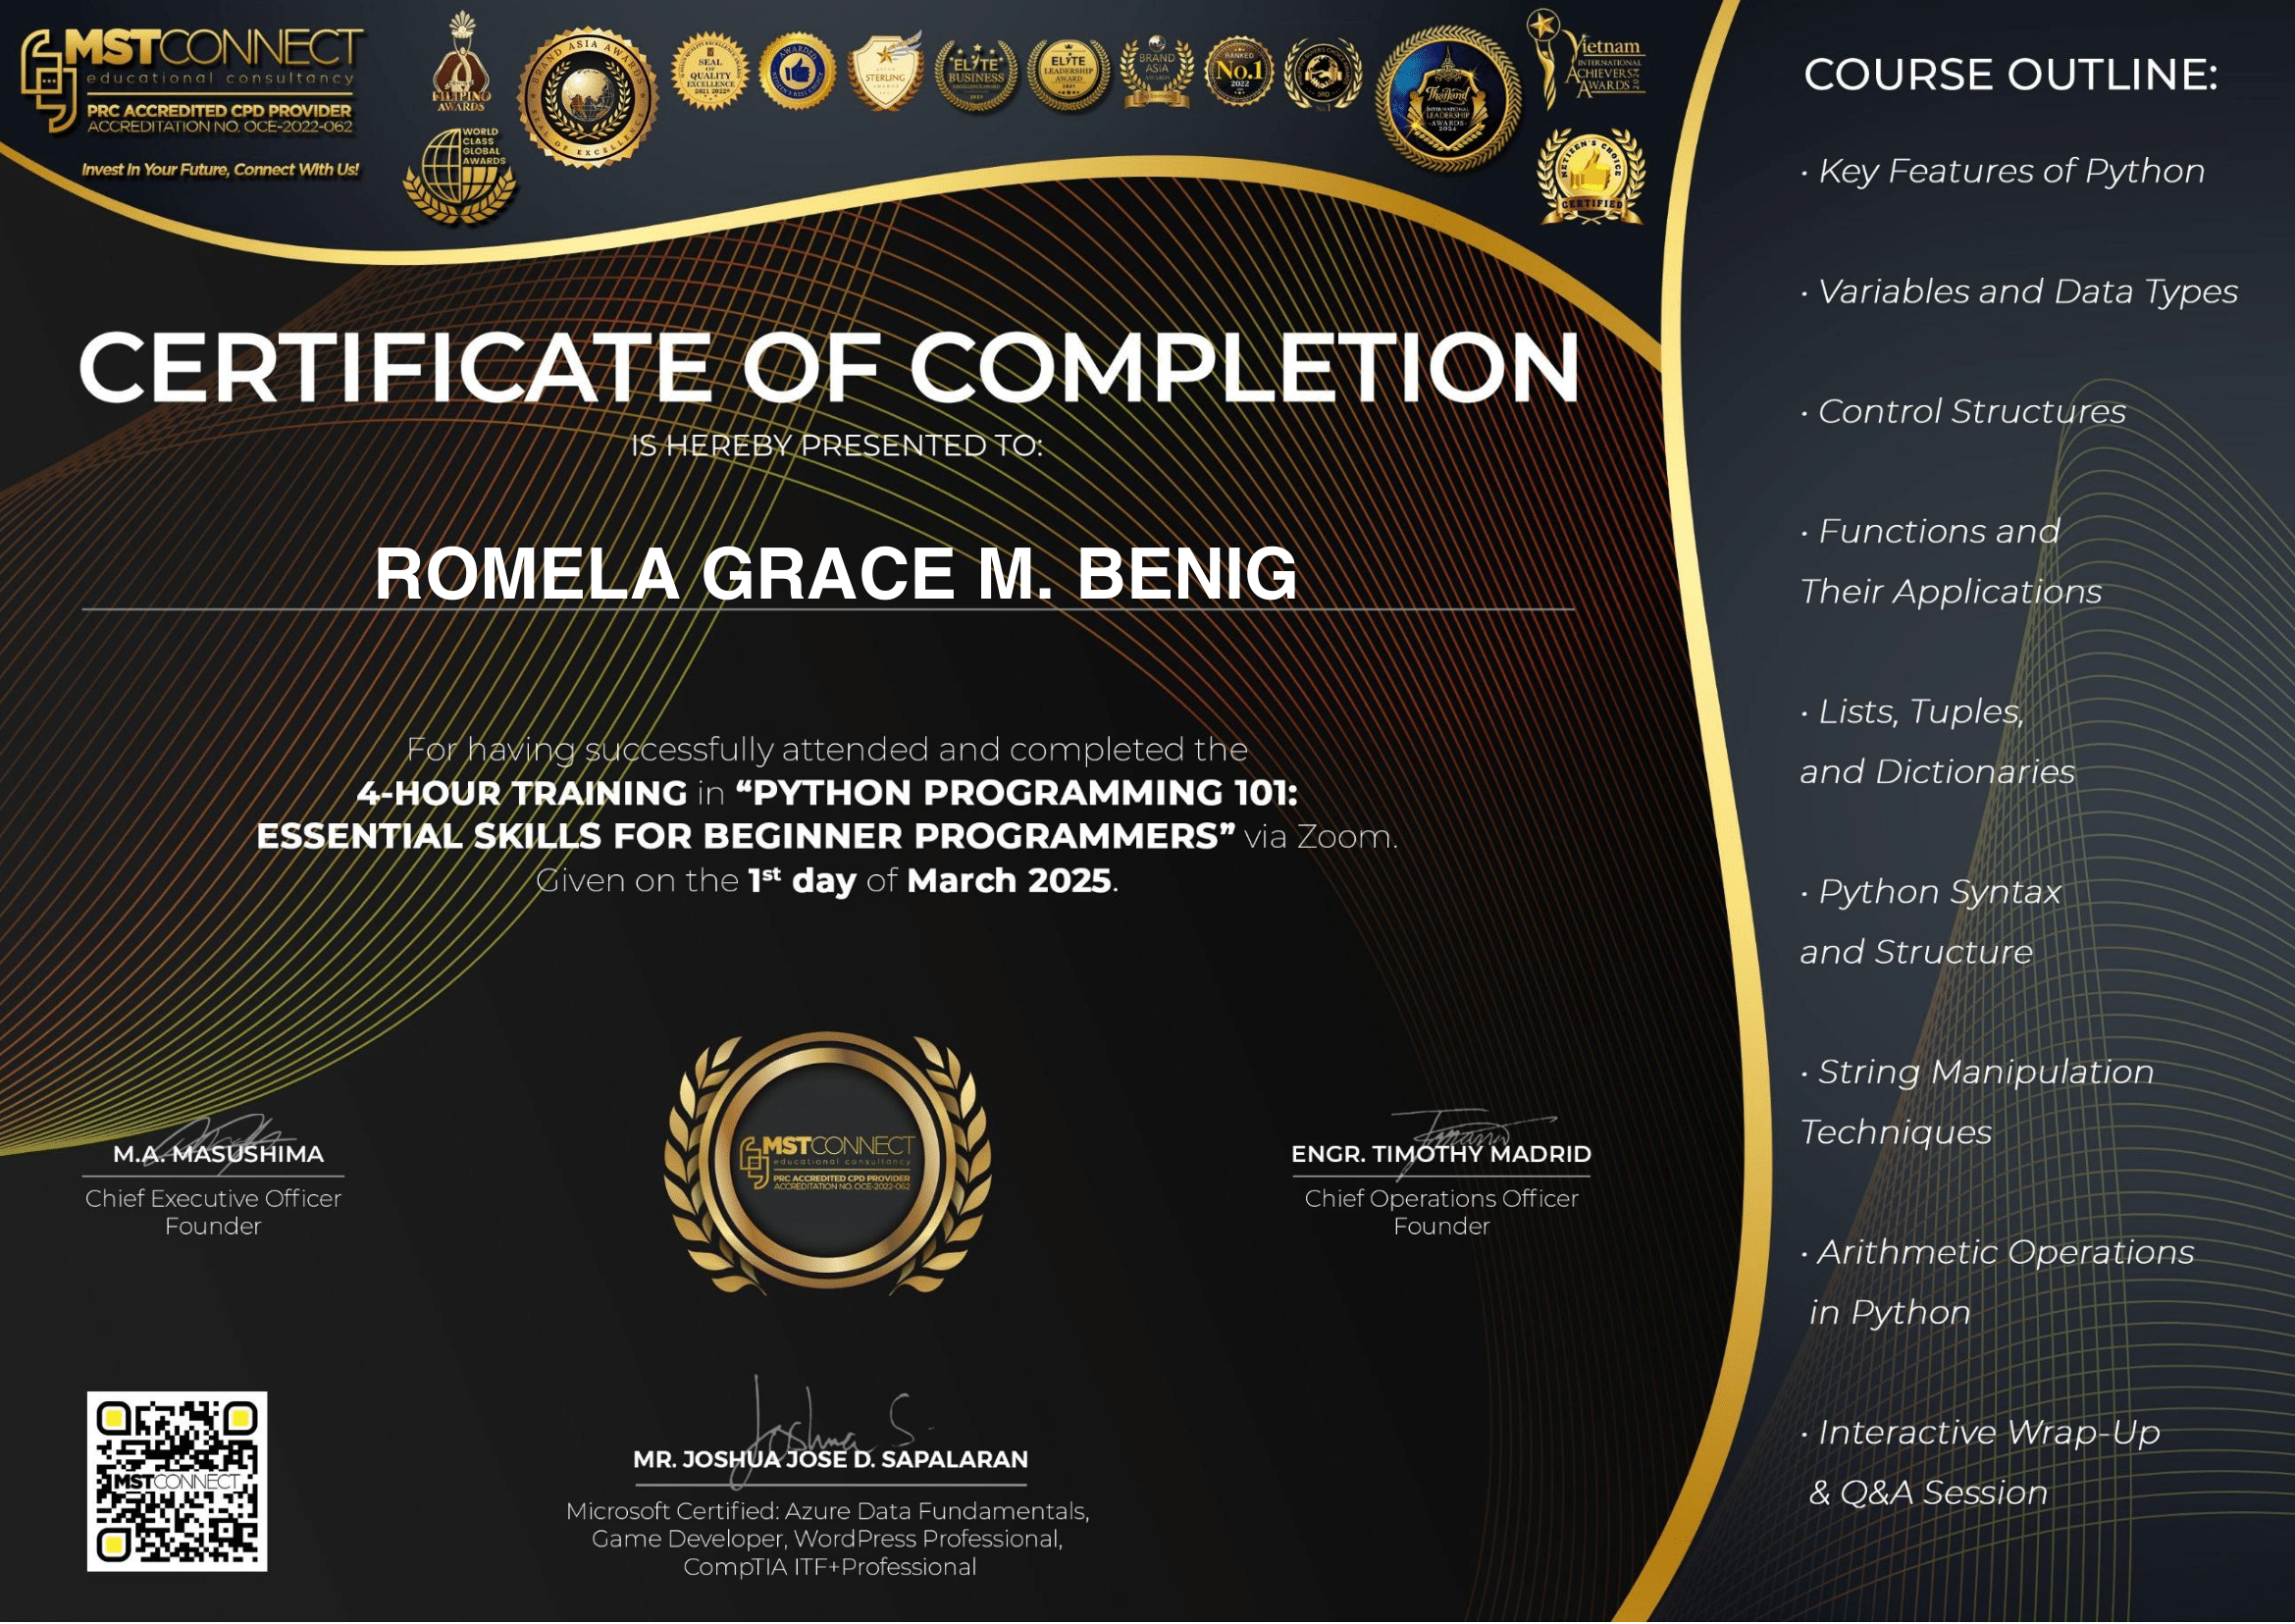 MSTCONNECT
educational consultancy
PRC ACCREDITED CPD PROVIDER
ACCREDITATION NO. OCE-2022-062
Invest In Your Future, Connect With Us!
FILIPINO
AWARDS
WORLD
CLASS
GLOBAL
AWARDS
BRAND ASIA AWARDS
SEAL OF EXCELLENCE
SEAL
OF
QUALITY
EXCELLENCE
AWARDED
STERLING
ELYTE
BUSINESS
2021
ELYTE
LEADERSHIP
AWARD
2021
BRAND
ASIA
RANKED
No.1
2022
Thailand
INTERNATIONAL
LEADERSHIP
AWARDS
2024
Vietnam
INTERNATIONAL
ACHIEVERS
AWARDS
NETIZEN'S CHOICE
CERTIFIED
CERTIFICATE OF COMPLETION
IS HEREBY PRESENTED TO:
ROMELA GRACE M. BENIG
For having successfully attended and completed the
4-HOUR TRAINING in “PYTHON PROGRAMMING 101:
ESSENTIAL SKILLS FOR BEGINNER PROGRAMMERS” via Zoom.
Given on the 1st day of March 2025.
M.A. MASUSHIMA
Chief Executive Officer
Founder
MSTCONNECT
educational consultancy
PRC ACCREDITED CPD PROVIDER
ACCREDITATION NO. OCE-2022-062
ENGR. TIMOTHY MADRID
Chief Operations Officer
Founder
MSTCONNECT
Joshua S.
MR. JOSHUA JOSE D. SAPALARAN
Microsoft Certified: Azure Data Fundamentals,
Game Developer, WordPress Professional,
CompTIA ITF+Professional
COURSE OUTLINE:
· Key Features of Python
· Variables and Data Types
· Control Structures
· Functions and
Their Applications
· Lists, Tuples,
and Dictionaries
· Python Syntax
and Structure
· String Manipulation
Techniques
· Arithmetic Operations
in Python
· Interactive Wrap-Up
& Q&A Session